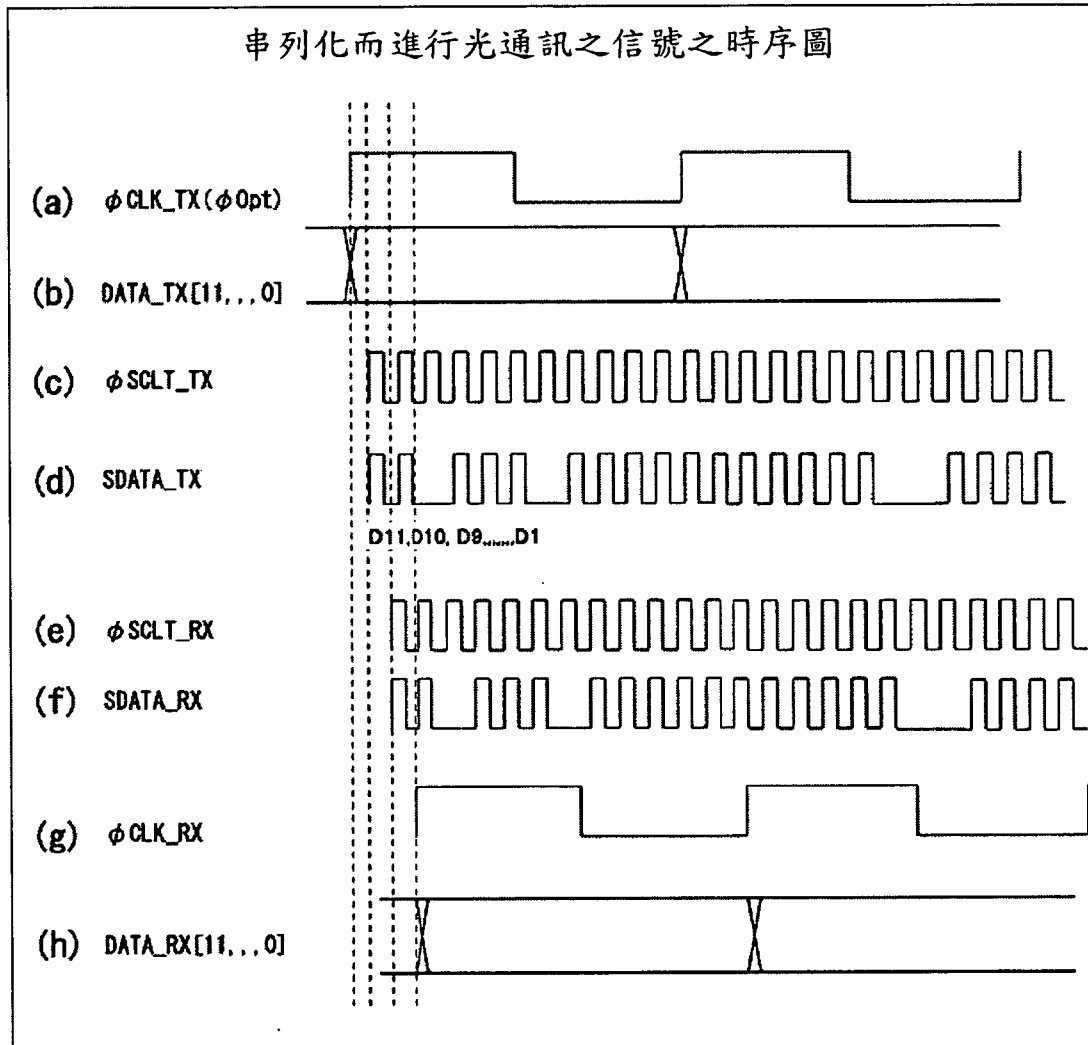 串列化而進行光通訊之信號之時序圖
(a) φCLK_TX(φOpt)
(b) DATA_TX[11,,,0]
(c) φSCLT_TX
(d) SDATA_TX
D11,D10, D9,,,,,,,D1
(e) φSCLT_RX
(f) SDATA_RX
(g) φCLK_RX
(h) DATA_RX[11,,,0]